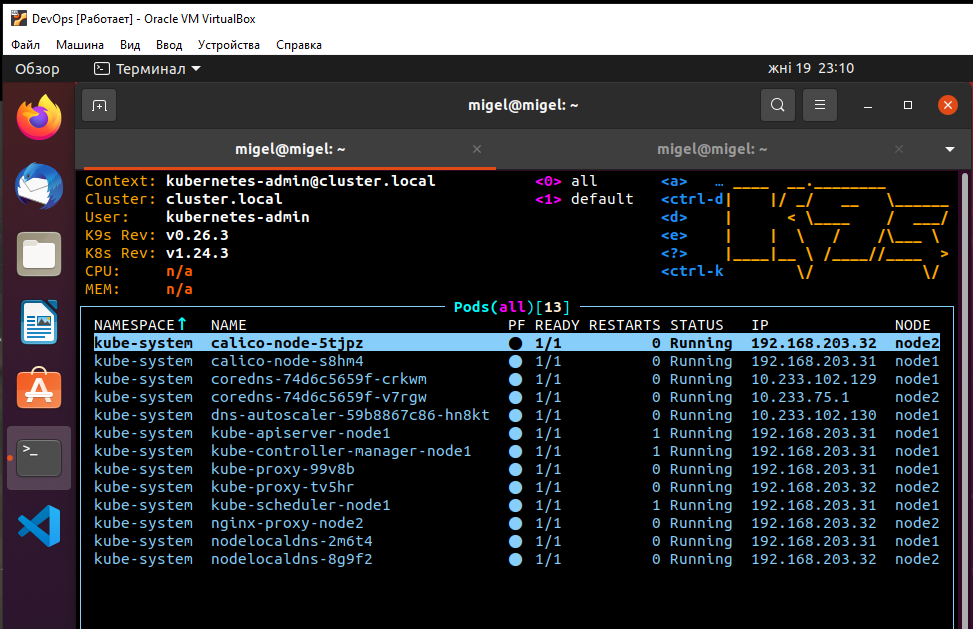 DevOps [Работает] - Oracle VM VirtualBox
Файл Машина Вид Ввод Устройства Справка
Обзор Терминал жні 19 23:10
migel@migel: ~
migel@migel: ~ × migel@migel: ~ ×
Context: kubernetes-admin@cluster.local <0> all <a> …
Cluster: cluster.local <1> default <ctrl-d
User: kubernetes-admin <d>
K9s Rev: v0.26.3 <e>
K8s Rev: v1.24.3 <?>
CPU: n/a <ctrl-k
MEM: n/a
Pods(all)[13]
NAMESPACE↑ NAME PF READY RESTARTS STATUS IP NODE
kube-system calico-node-5tjpz ● 1/1 0 Running 192.168.203.32 node2
kube-system calico-node-s8hm4 ● 1/1 0 Running 192.168.203.31 node1
kube-system coredns-74d6c5659f-crkwm ● 1/1 0 Running 10.233.102.129 node1
kube-system coredns-74d6c5659f-v7rgw ● 1/1 0 Running 10.233.75.1 node2
kube-system dns-autoscaler-59b8867c86-hn8kt ● 1/1 0 Running 10.233.102.130 node1
kube-system kube-apiserver-node1 ● 1/1 1 Running 192.168.203.31 node1
kube-system kube-controller-manager-node1 ● 1/1 1 Running 192.168.203.31 node1
kube-system kube-proxy-99v8b ● 1/1 0 Running 192.168.203.31 node1
kube-system kube-proxy-tv5hr ● 1/1 0 Running 192.168.203.32 node2
kube-system kube-scheduler-node1 ● 1/1 1 Running 192.168.203.31 node1
kube-system nginx-proxy-node2 ● 1/1 0 Running 192.168.203.32 node2
kube-system nodelocaldns-2m6t4 ● 1/1 0 Running 192.168.203.31 node1
kube-system nodelocaldns-8g9f2 ● 1/1 0 Running 192.168.203.32 node2